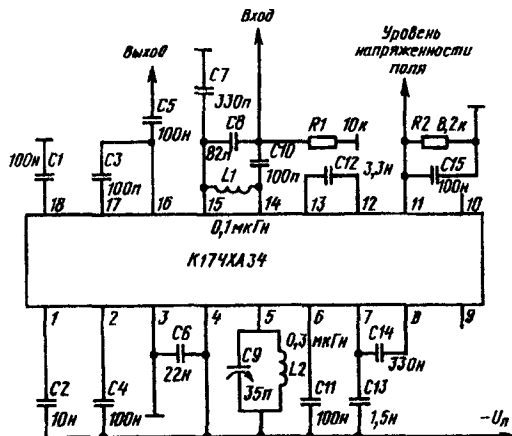 Вход
Уровень
напряженности
поля
Выход
C7
330п
C5
100н
C8
82п
R1 10к
R2 8,2к
100н C1
C3
100п
C10
100п
C12
3,3н
C15
100н
L1
18 17 16 15 14 13 12 11 10
0,1мкГн
К174ХА34
1 2 3 4 5 6 7 8 9
C6
22н
0,3мкГн
C9
35п
L2
C14
330н
C2
10н
C4
100н
C11
100н
C13
1,5н
-Uп